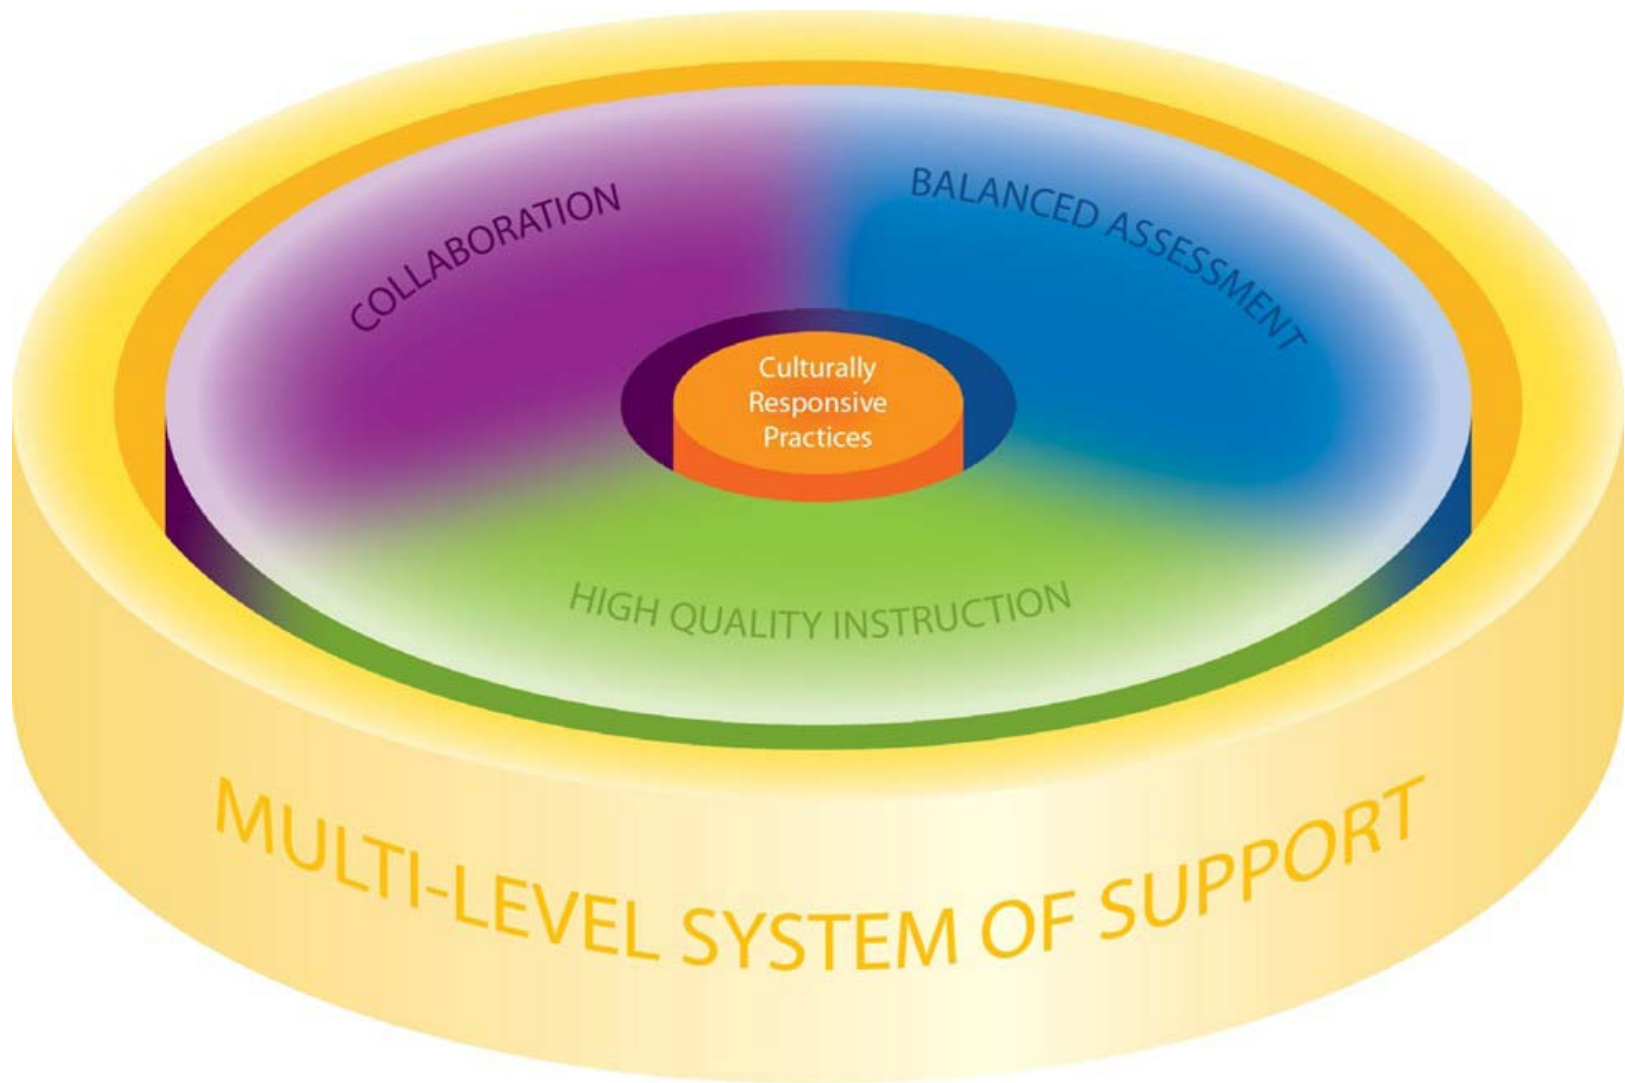 COLLABORATION
BALANCED ASSESSMENT
Culturally
Responsive
Practices
HIGH QUALITY INSTRUCTION
MULTI-LEVEL SYSTEM OF SUPPORT